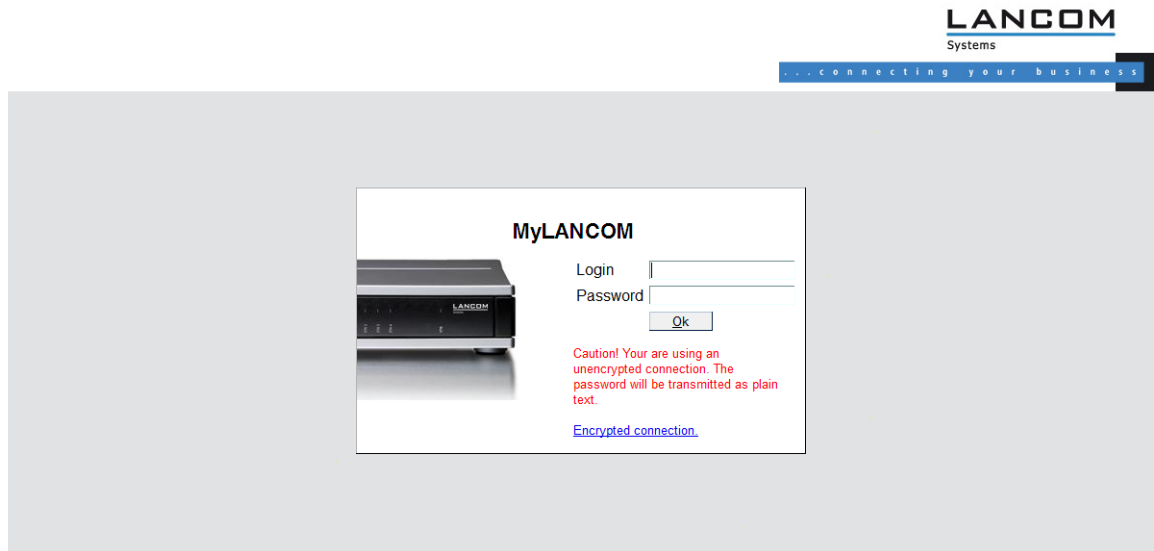 LANCOM
Systems
...connecting your business
MyLANCOM
Login
Password
LANCOM
Ok
Caution! Your are using an
unencrypted connection. The
password will be transmitted as plain
text.
Encrypted connection.